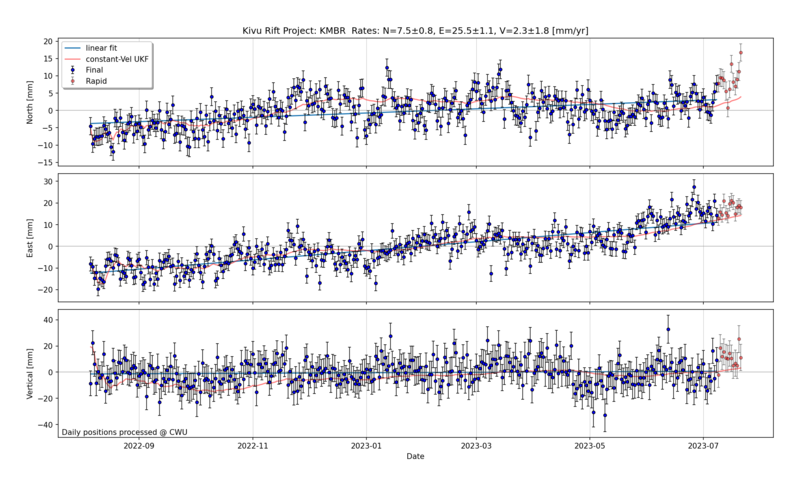 Kivu Rift Project: KMBR  Rates: N=7.5±0.8, E=25.5±1.1, V=2.3±1.8 [mm/yr]
linear fit
constant-Vel UKF
Final
Rapid
North [mm]
20
15
10
5
0
−5
−10
−15
East [mm]
30
20
10
0
−10
−20
Vertical [mm]
40
20
0
−20
−40
Daily positions processed @ CWU
2022-09
2022-11
2023-01
2023-03
2023-05
2023-07
Date